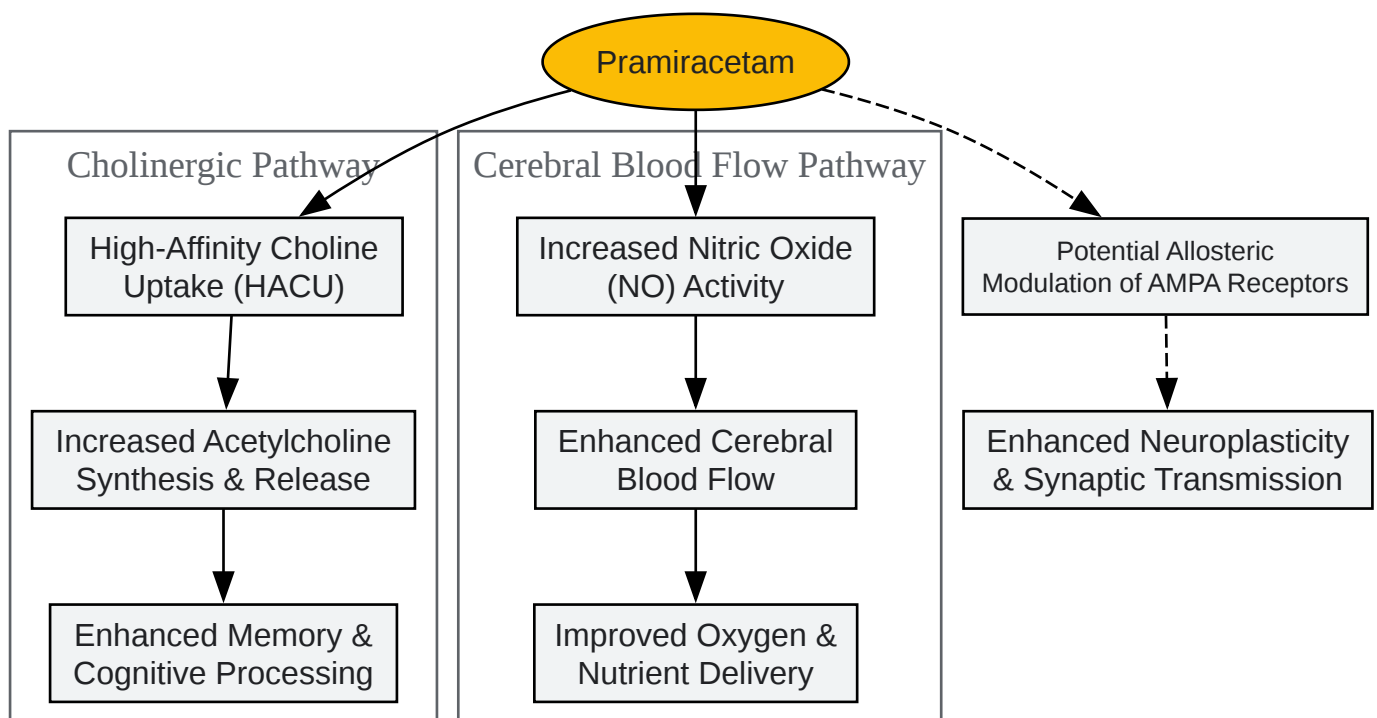 Pramiracetam
Cholinergic Pathway
High-Affinity Choline
Uptake (HACU)
Increased Acetylcholine
Synthesis & Release
Enhanced Memory &
Cognitive Processing
Cerebral Blood Flow Pathway
Increased Nitric Oxide
(NO) Activity
Enhanced Cerebral
Blood Flow
Improved Oxygen &
Nutrient Delivery
Potential Allosteric
Modulation of AMPA Receptors
Enhanced Neuroplasticity
& Synaptic Transmission